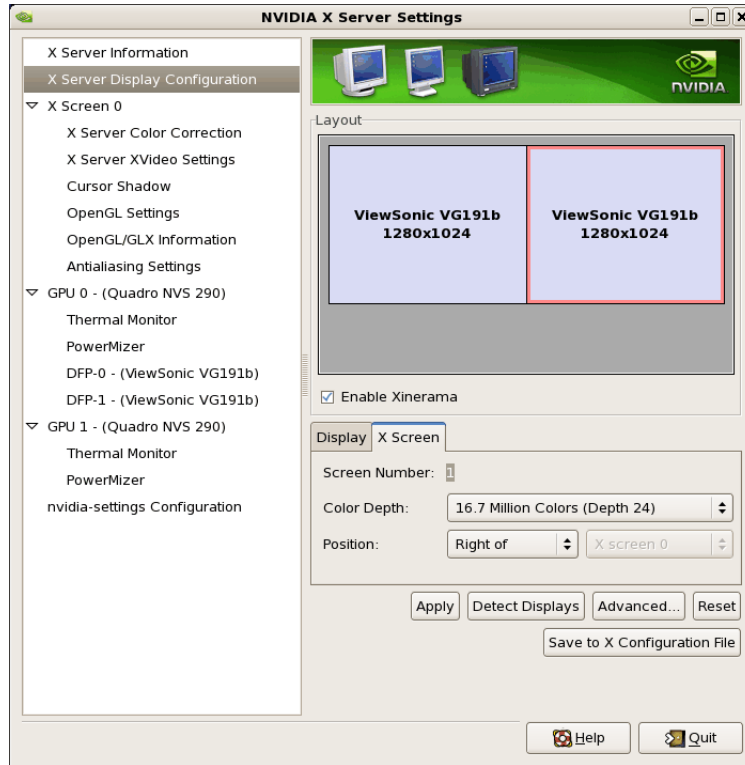 NVIDIA X Server Settings
X Server Information
X Server Display Configuration
X Screen 0
X Server Color Correction
X Server XVideo Settings
Cursor Shadow
OpenGL Settings
OpenGL/GLX Information
Antialiasing Settings
GPU 0 - (Quadro NVS 290)
Thermal Monitor
PowerMizer
DFP-0 - (ViewSonic VG191b)
DFP-1 - (ViewSonic VG191b)
GPU 1 - (Quadro NVS 290)
Thermal Monitor
PowerMizer
nvidia-settings Configuration
NVIDIA
Layout
ViewSonic VG191b
1280x1024
ViewSonic VG191b
1280x1024
Enable Xinerama
Display X Screen
Screen Number: 1
Color Depth: 16.7 Million Colors (Depth 24)
Position: Right of X screen 0
Apply Detect Displays Advanced... Reset
Save to X Configuration File
Help Quit